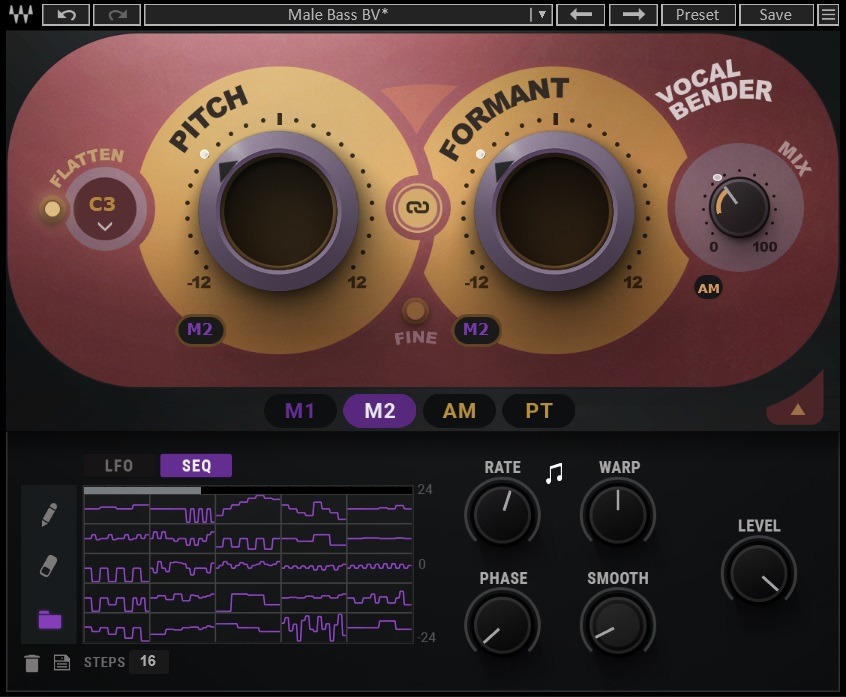 Male Bass BV*
Preset
Save
PITCH
FORMANT
VOCAL
BENDER
FLATTEN
MIX
C3
0
100
-12
12
-12
12
AM
M2
M2
FINE
M1
M2
AM
PT
LFO
SEQ
24
0
-24
RATE
WARP
LEVEL
PHASE
SMOOTH
STEPS
16